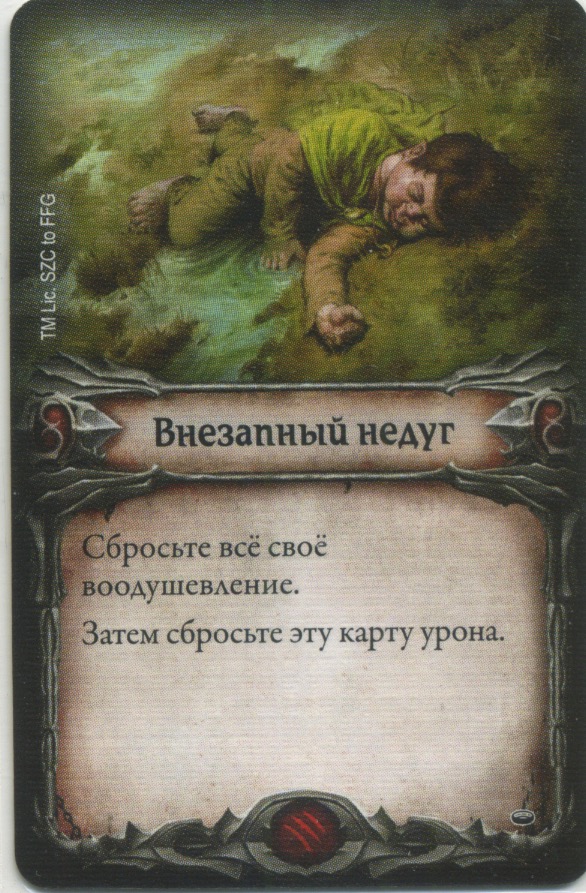 TM Lic. SZC to FFG
Внезапный недуг
Сбросьте всё своё
воодушевление.
Затем сбросьте эту карту урона.